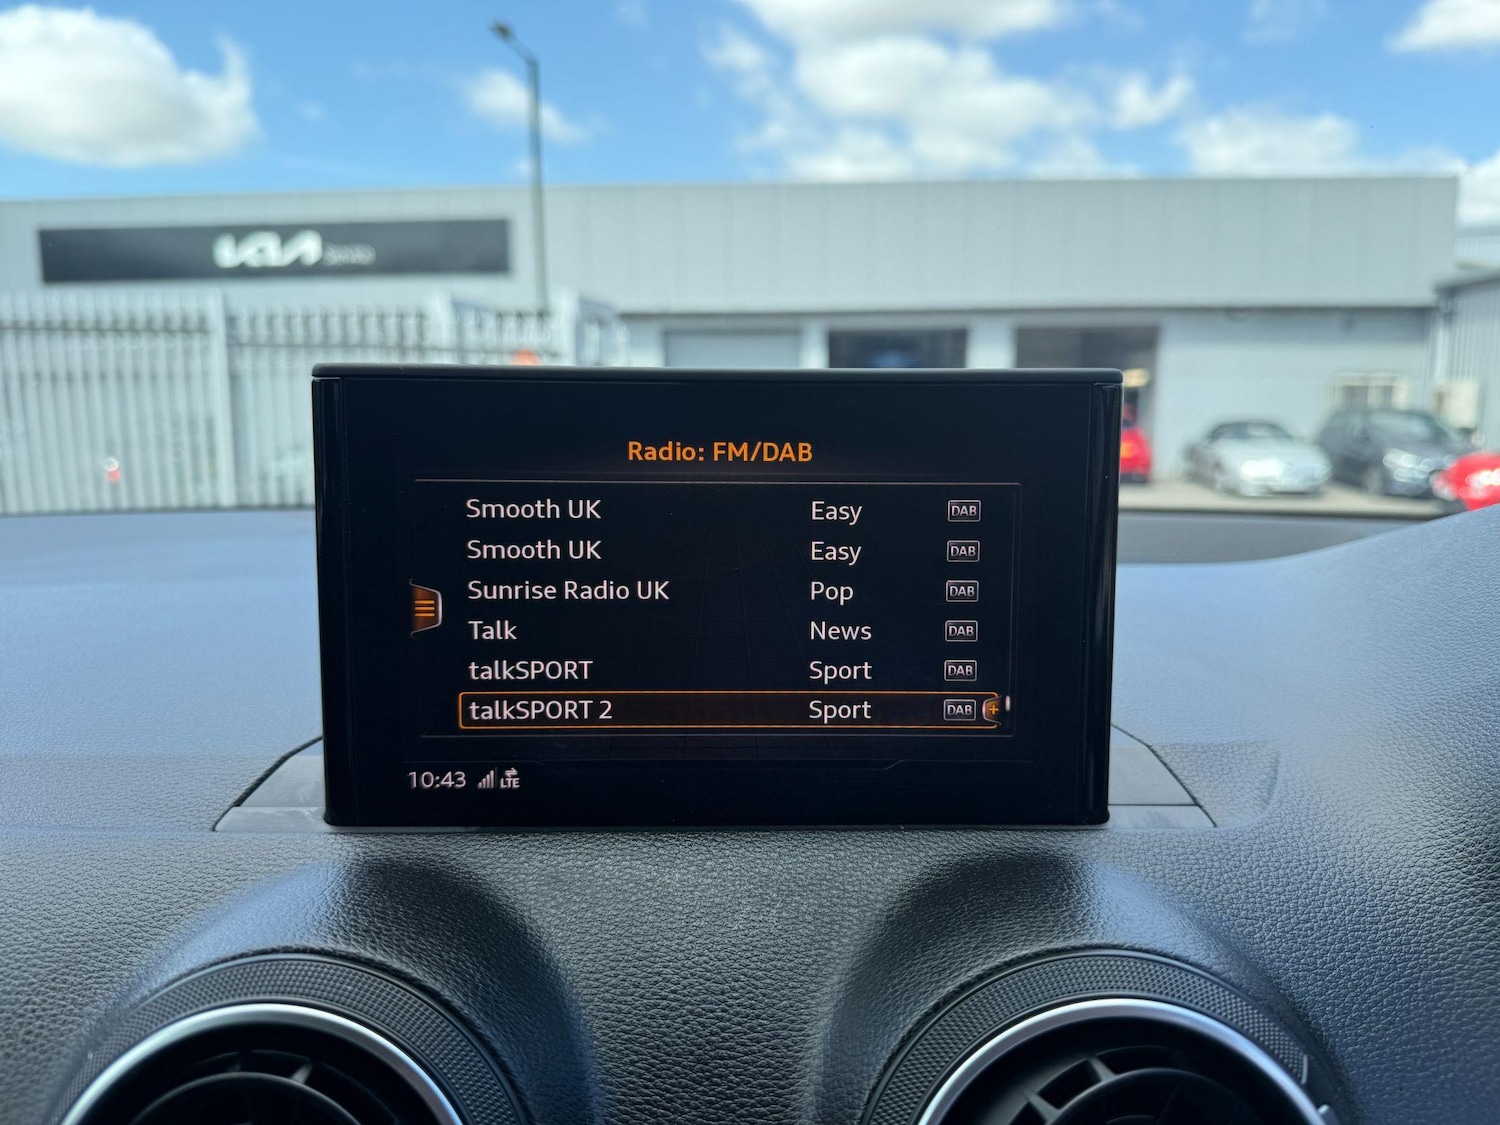 KIA
Radio: FM/DAB
Smooth UK Easy DAB
Smooth UK Easy DAB
Sunrise Radio UK Pop DAB
Talk News DAB
talkSPORT Sport DAB
talkSPORT 2 Sport DAB +
10:43 LTE